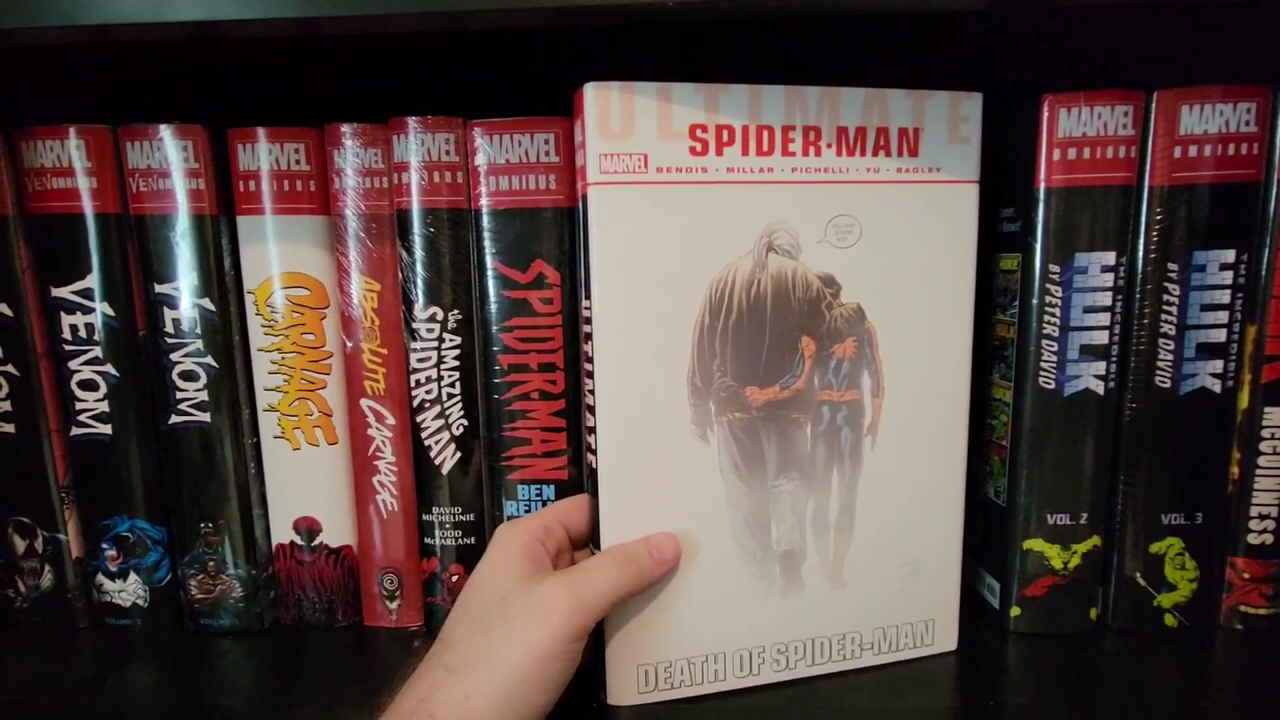 MARVEL
VENOMNIBUS
VENOM
MARVEL
VENOMNIBUS
VENOM
MARVEL
OMNIBUS
CARNAGE
MARVEL
OMNIBUS
ABSOLUTE CARNAGE
MARVEL
OMNIBUS
the AMAZING
SPIDER-MAN
DAVID
MICHELINIE
TODD
McFARLANE
MARVEL
OMNIBUS
SPIDER-MAN
BEN
ULTIMATE
ULTIMATE
SPIDER-MAN
MARVEL
BENDIS • MILLAR • PICHELLI • YU • BAGLEY
DEATH OF SPIDER-MAN
MARVEL
OMNIBUS
THE INCREDIBLE
HULK
BY PETER DAVID
VOL. 2
MARVEL
OMNIBUS
THE INCREDIBLE
HULK
BY PETER DAVID
VOL. 3
McGUINNESS